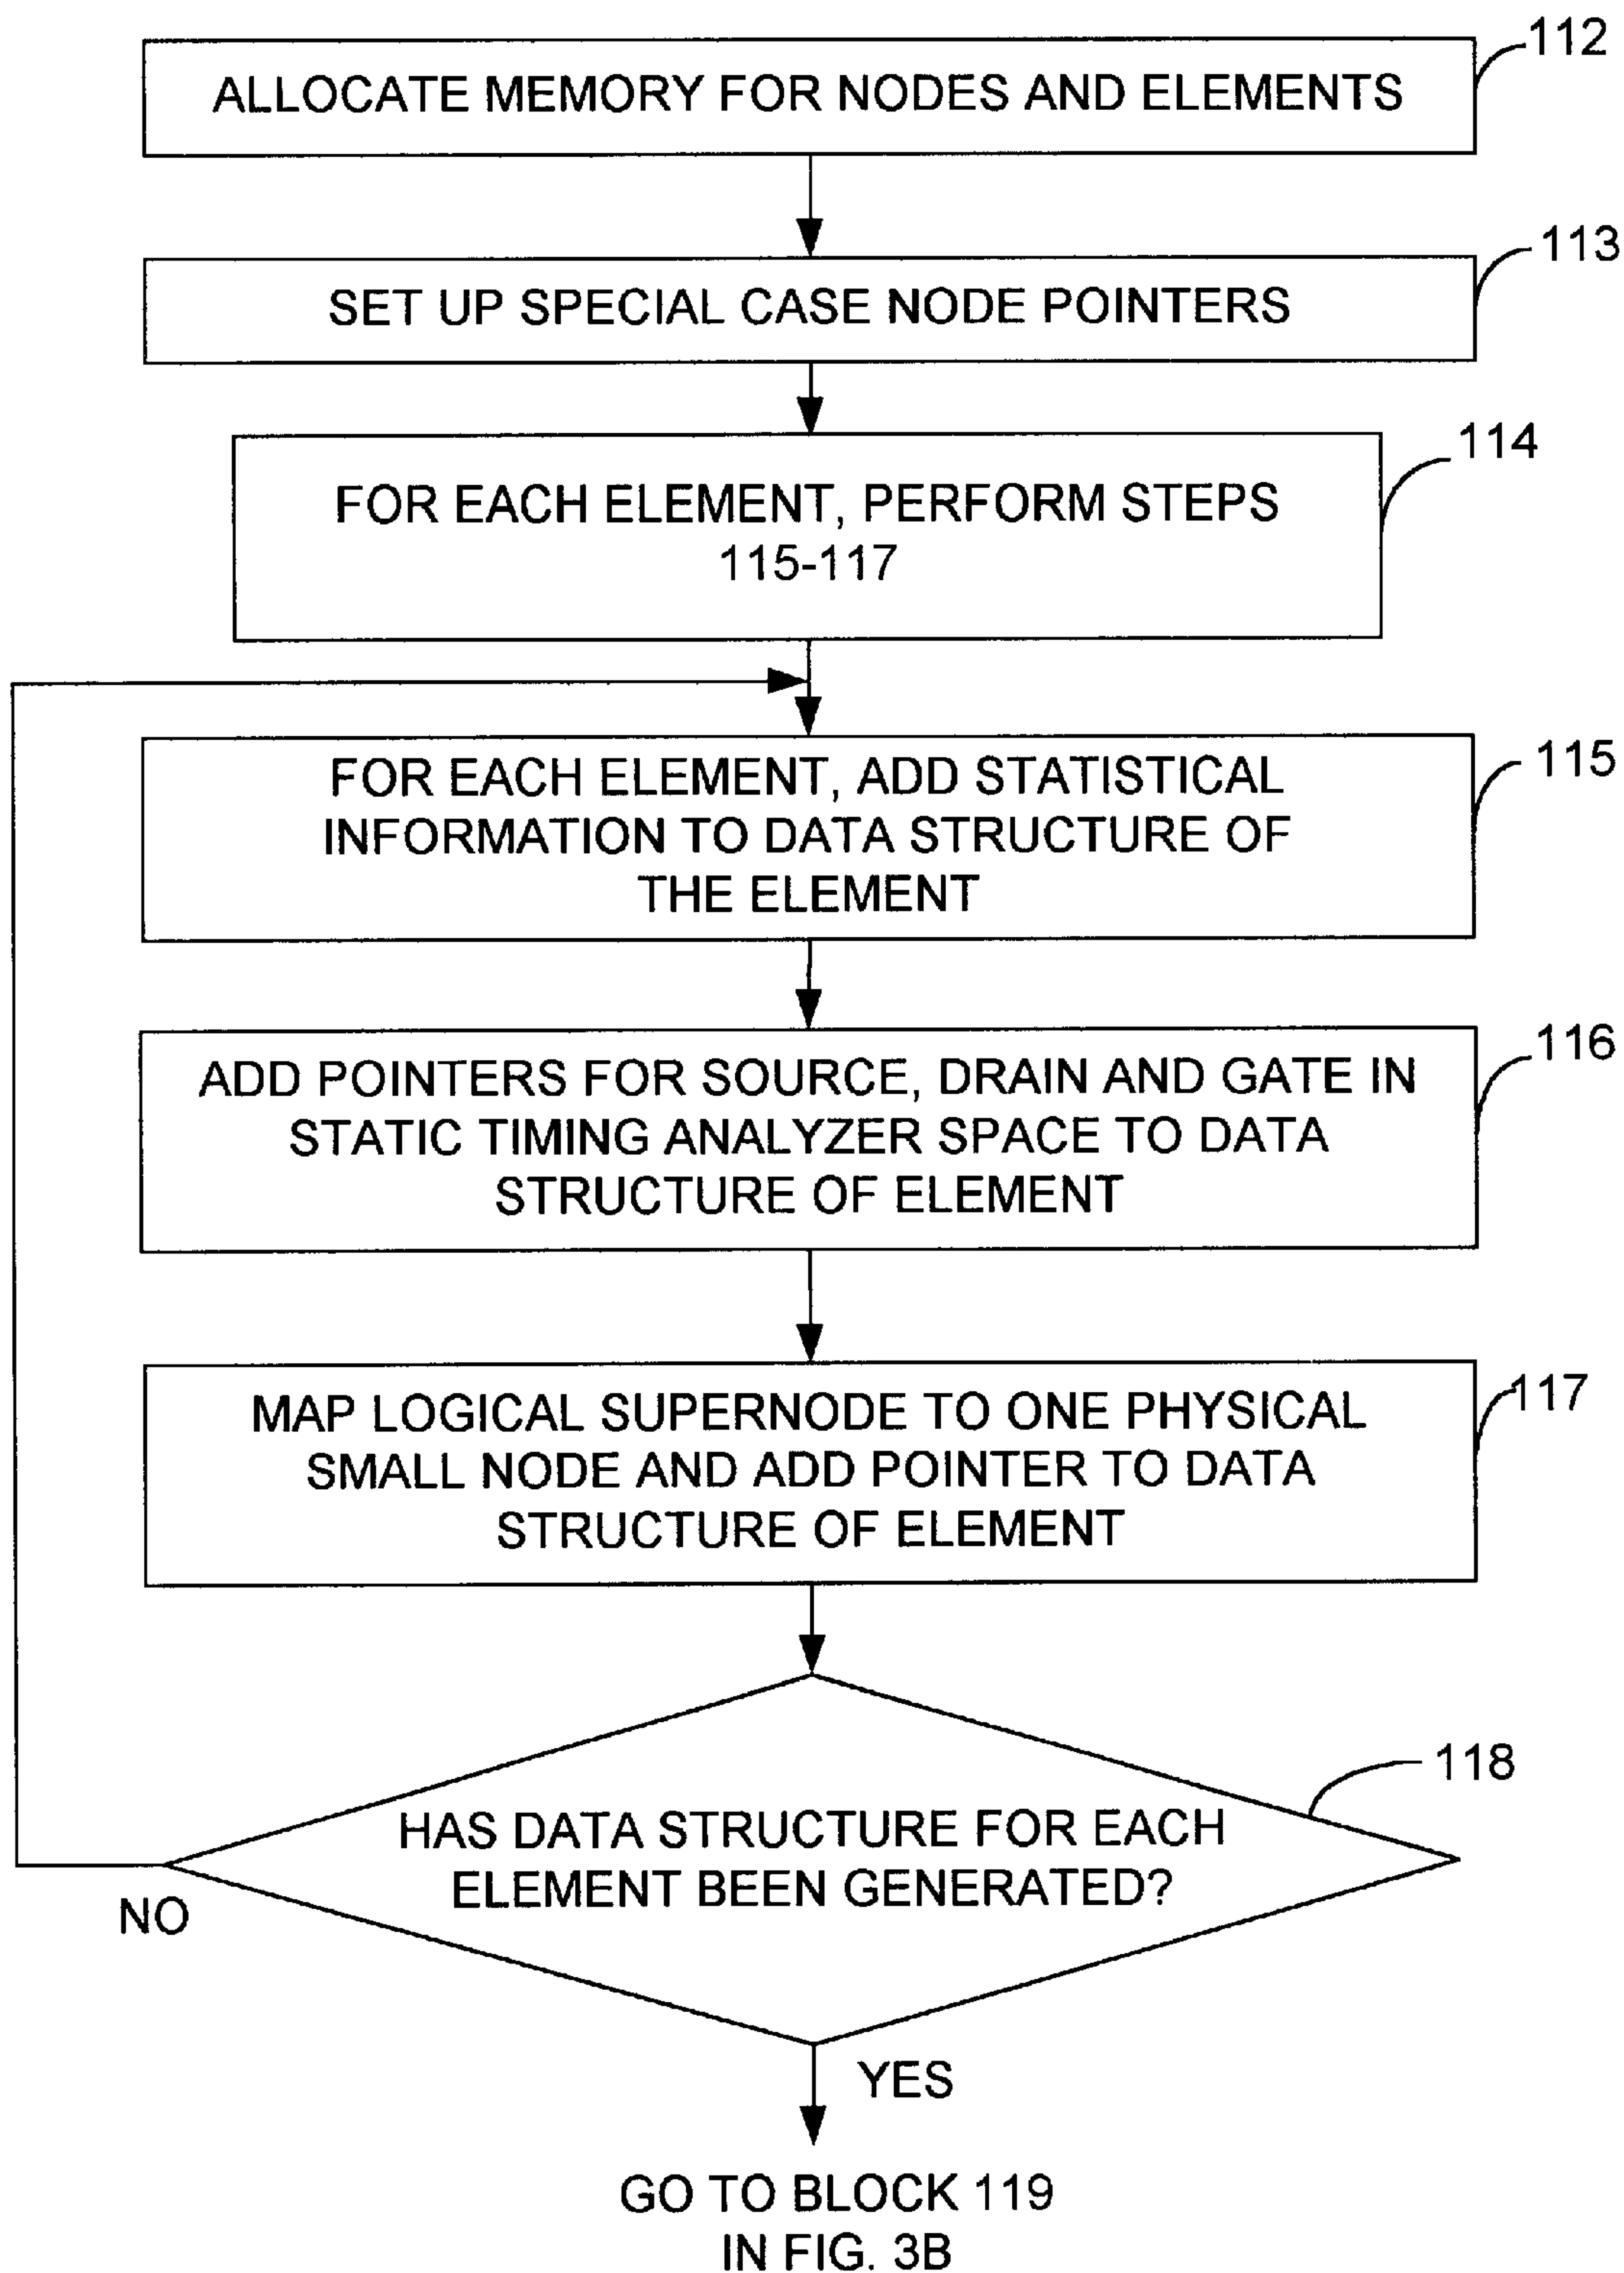 112
ALLOCATE MEMORY FOR NODES AND ELEMENTS
113
SET UP SPECIAL CASE NODE POINTERS
114
FOR EACH ELEMENT, PERFORM STEPS
115-117
115
FOR EACH ELEMENT, ADD STATISTICAL
INFORMATION TO DATA STRUCTURE OF
THE ELEMENT
116
ADD POINTERS FOR SOURCE, DRAIN AND GATE IN
STATIC TIMING ANALYZER SPACE TO DATA
STRUCTURE OF ELEMENT
117
MAP LOGICAL SUPERNODE TO ONE PHYSICAL
SMALL NODE AND ADD POINTER TO DATA
STRUCTURE OF ELEMENT
118
HAS DATA STRUCTURE FOR EACH
ELEMENT BEEN GENERATED?
NO
YES
GO TO BLOCK 119
IN FIG. 3B